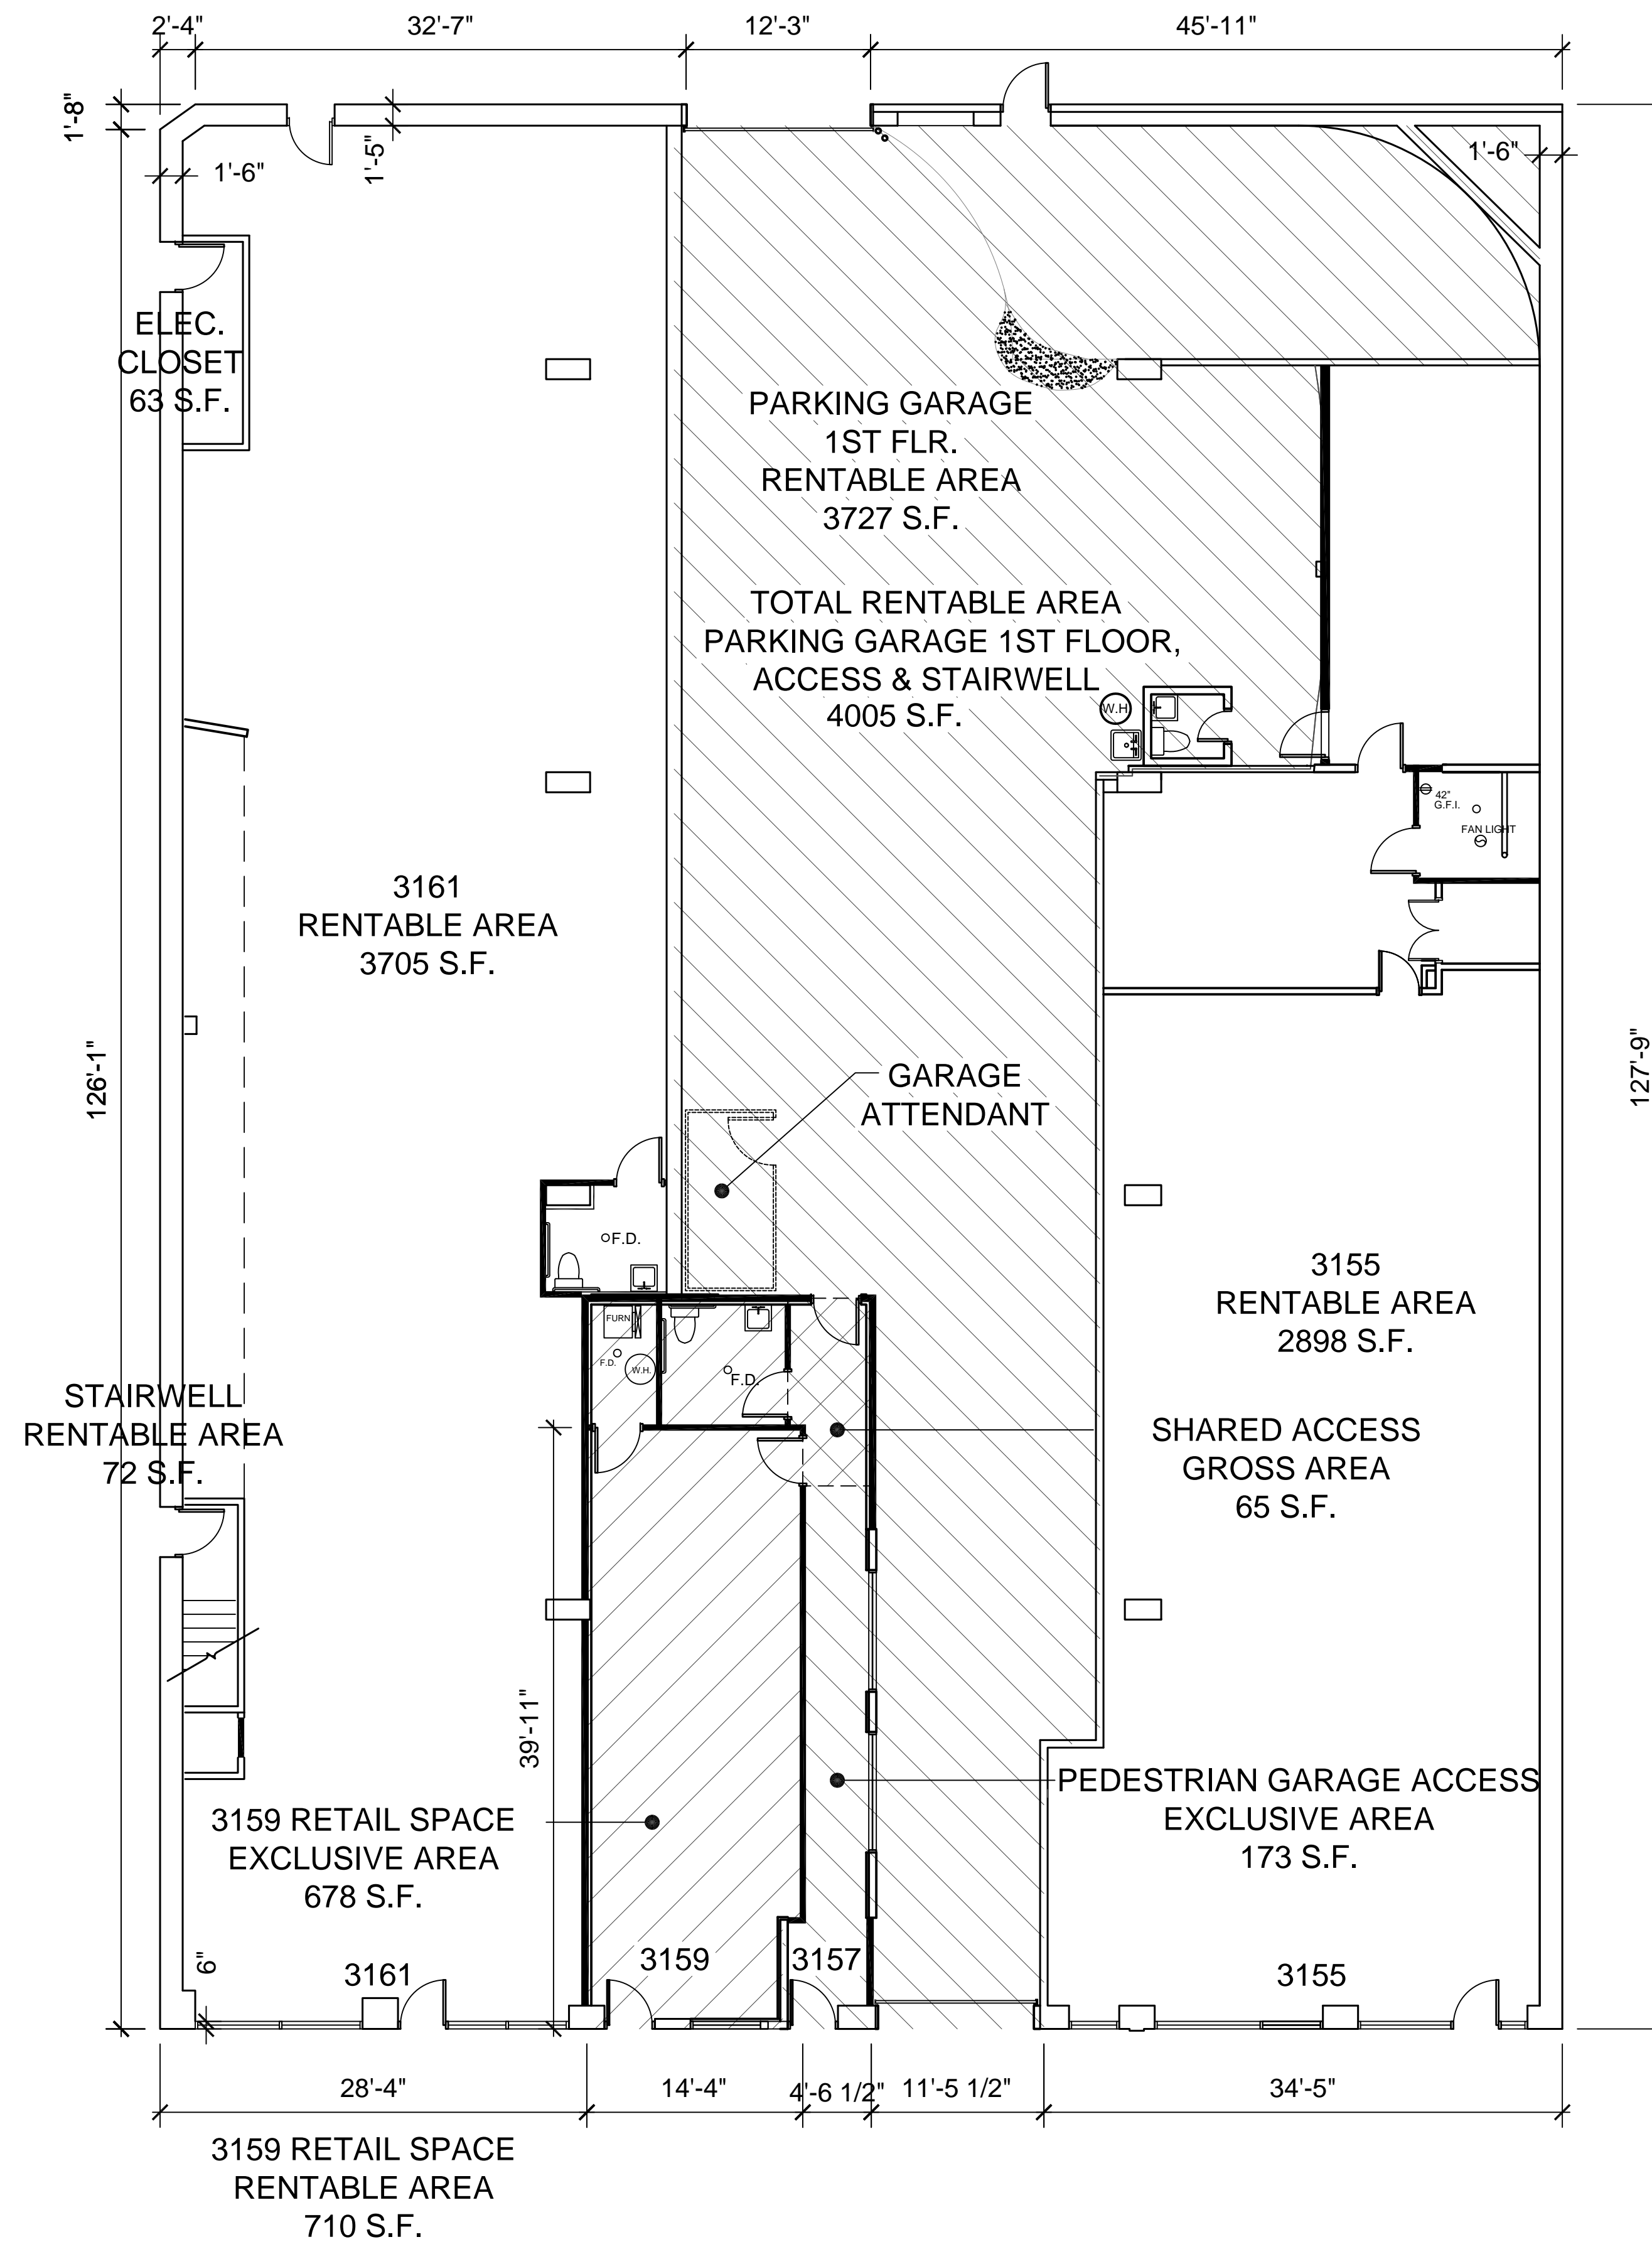 2'-4"
32'-7"
12'-3"
45'-11"
1'-8"
1'-6"
1'-5"
1'-6"
ELEC.
CLOSET
63 S.F.
PARKING GARAGE
1ST FLR.
RENTABLE AREA
3727 S.F.
TOTAL RENTABLE AREA
PARKING GARAGE 1ST FLOOR,
ACCESS & STAIRWELL
4005 S.F.
W.H.
42"
G.F.I.
FAN LIGHT
3161
RENTABLE AREA
3705 S.F.
126'-1"
127'-9"
GARAGE
ATTENDANT
F.D.
3155
RENTABLE AREA
2898 S.F.
FURN
F.D.
W.H.
F.D.
STAIRWELL
RENTABLE AREA
72 S.F.
SHARED ACCESS
GROSS AREA
65 S.F.
39'-11"
PEDESTRIAN GARAGE ACCESS
EXCLUSIVE AREA
173 S.F.
3159 RETAIL SPACE
EXCLUSIVE AREA
678 S.F.
6"
3161
3159
3157
3155
28'-4"
14'-4"
4'-6 1/2"
11'-5 1/2"
34'-5"
3159 RETAIL SPACE
RENTABLE AREA
710 S.F.